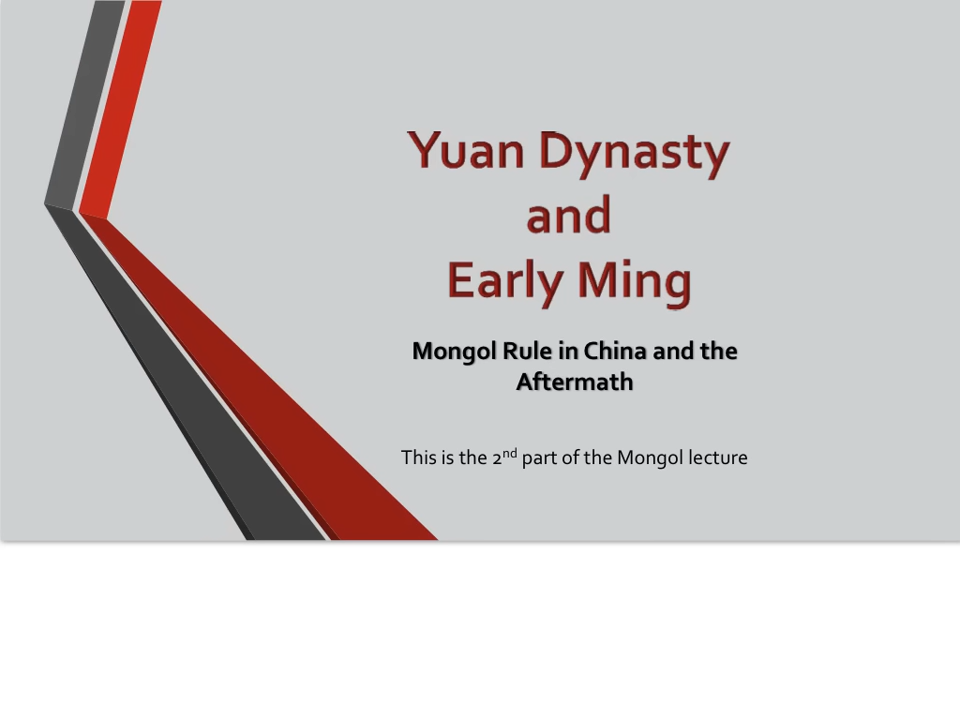 Yuan Dynasty
and
Early Ming
Mongol Rule in China and the
Aftermath
This is the 2nd part of the Mongol lecture